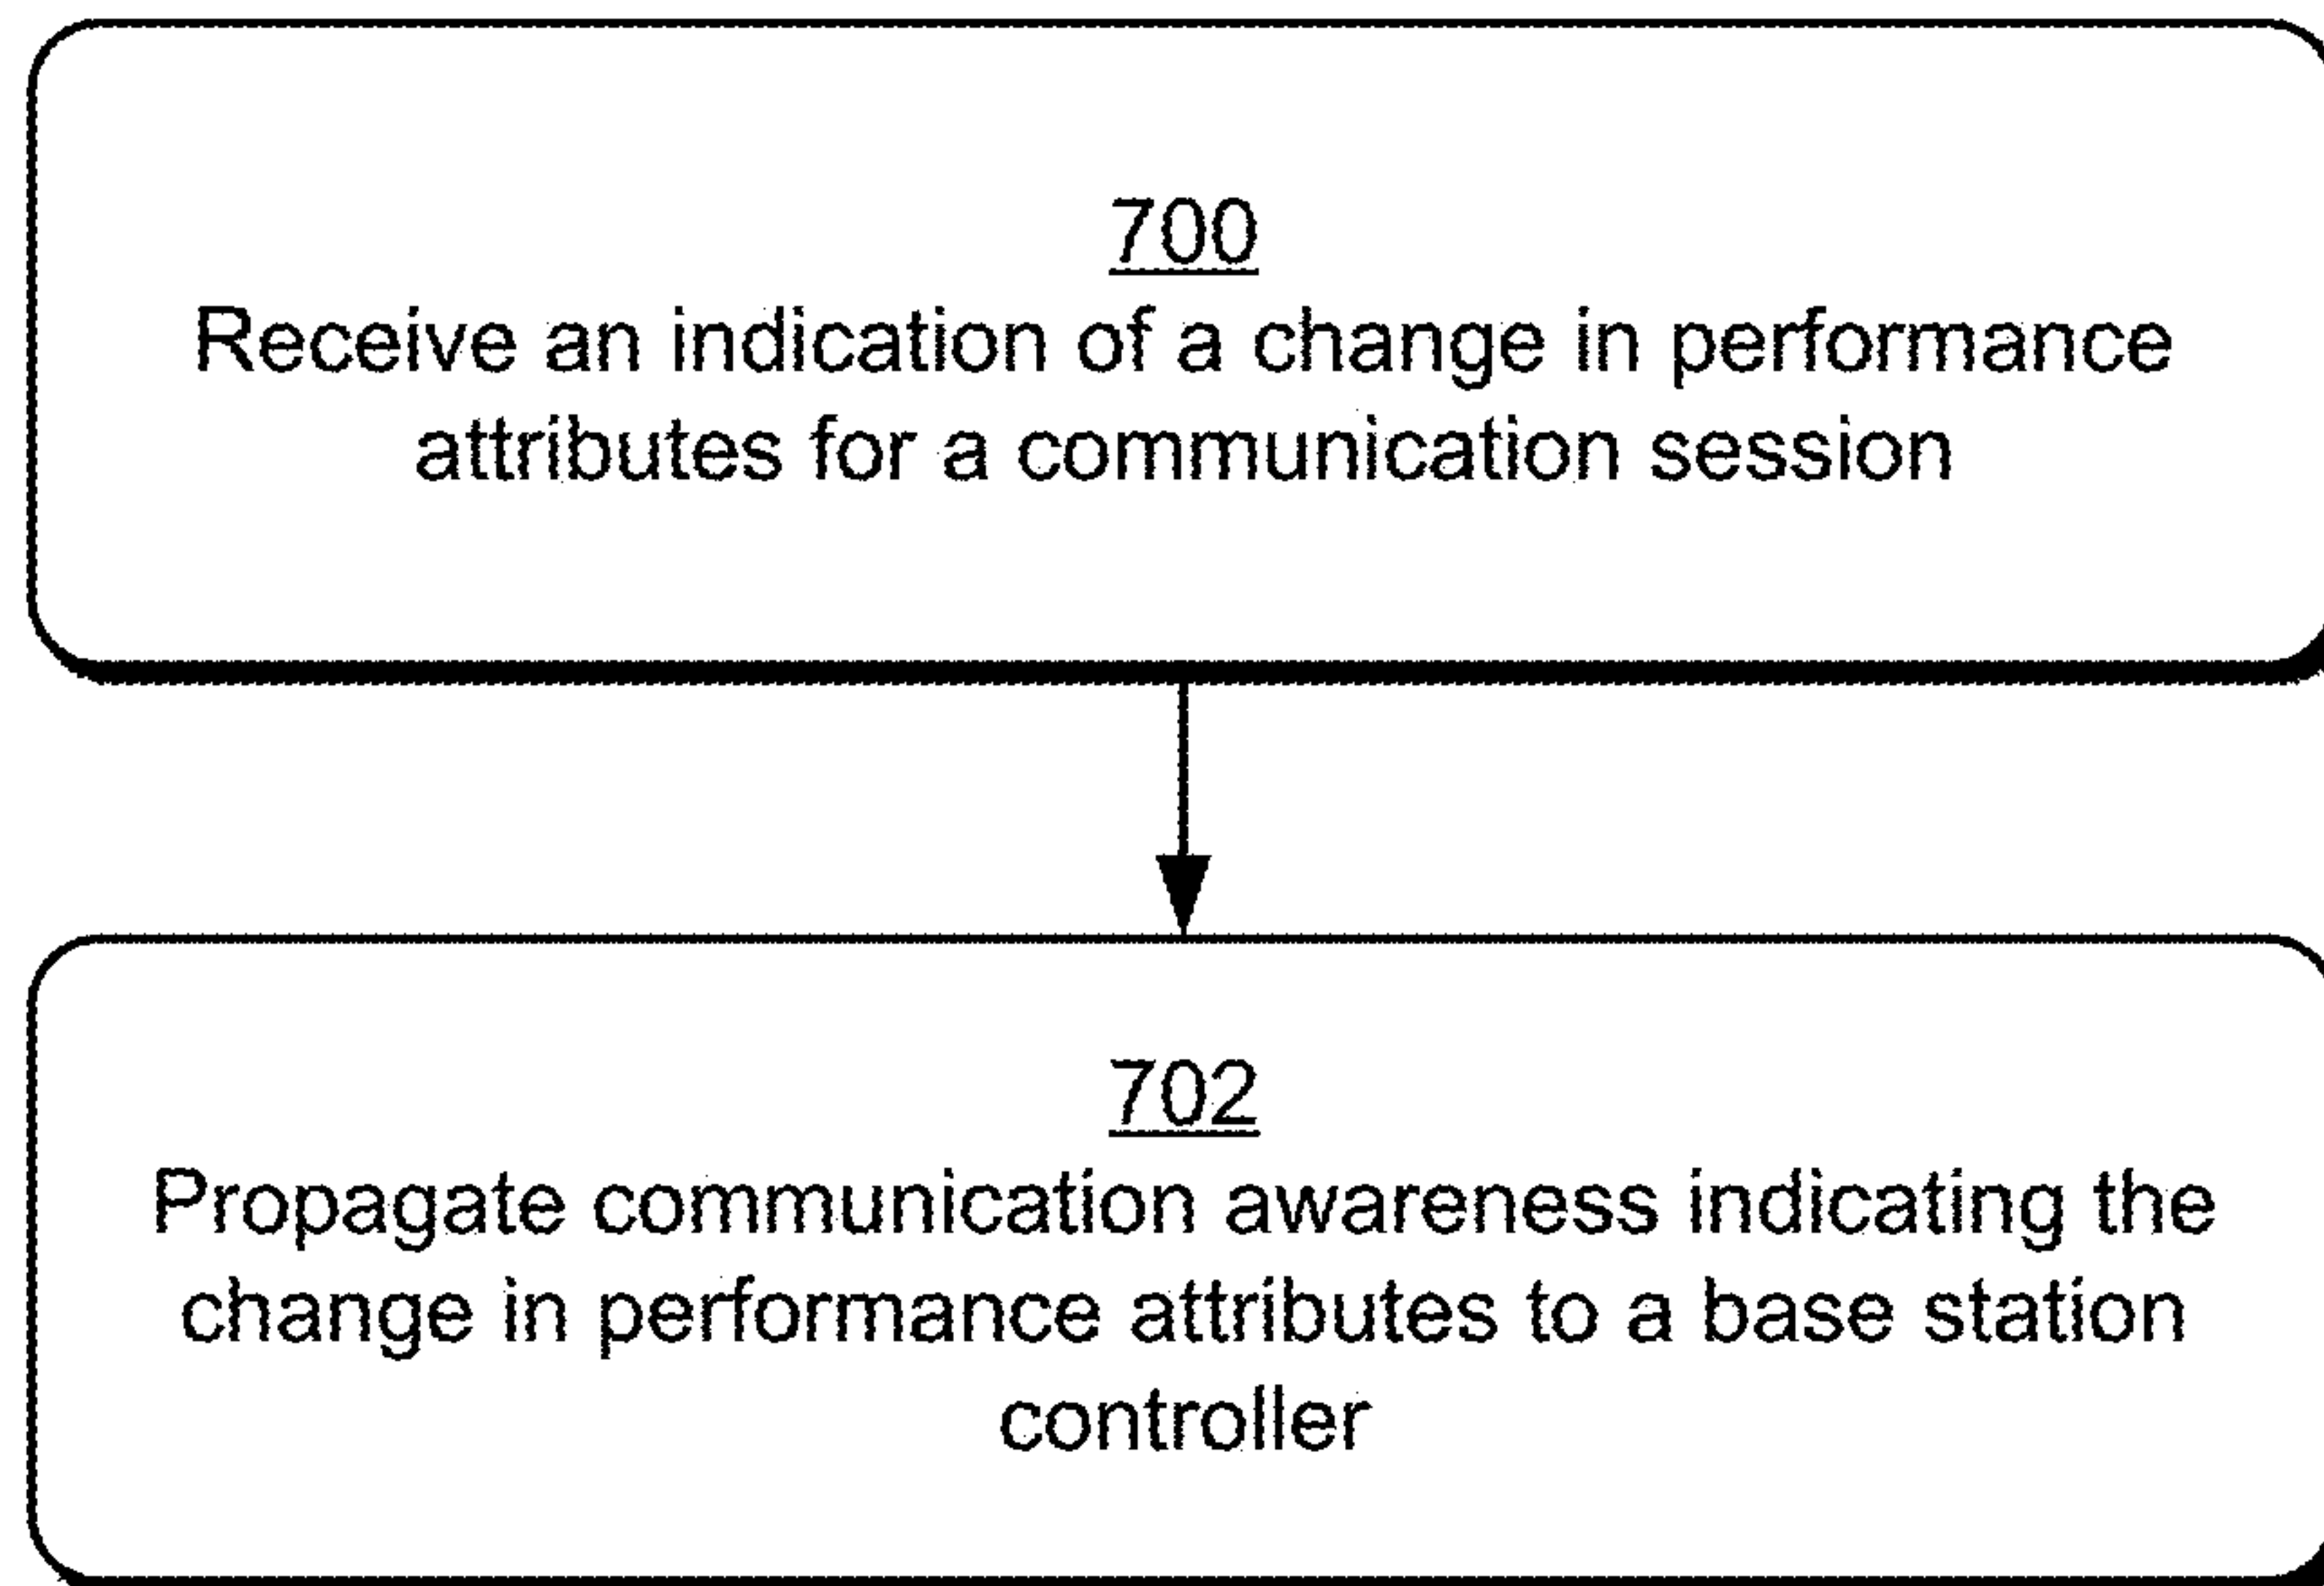 700
Receive an indication of a change in performance
attributes for a communication session
702
Propagate communication awareness indicating the
change in performance attributes to a base station
controller